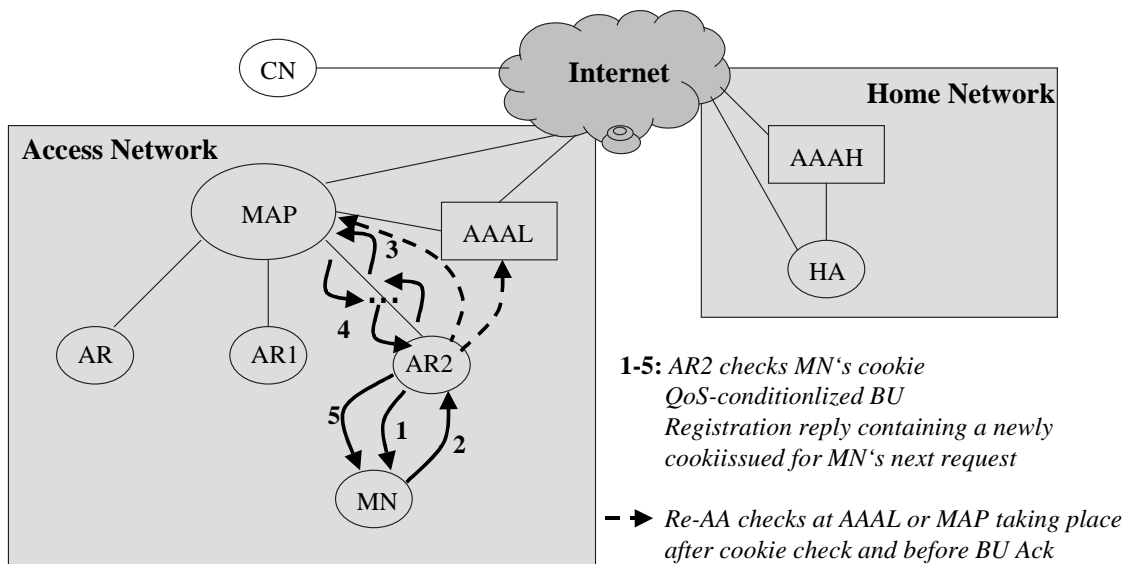 CN
Internet
Home Network
Access Network
AAAH
MAP
AAAL
3
HA
...
4
AR
AR1
AR2
1-5: AR2 checks MN‘s cookie
QoS-conditionlized BU
5
1
2
Registration reply containing a newly
cookiissued for MN‘s next request
MN
Re-AA checks at AAAL or MAP taking place
after cookie check and before BU Ack